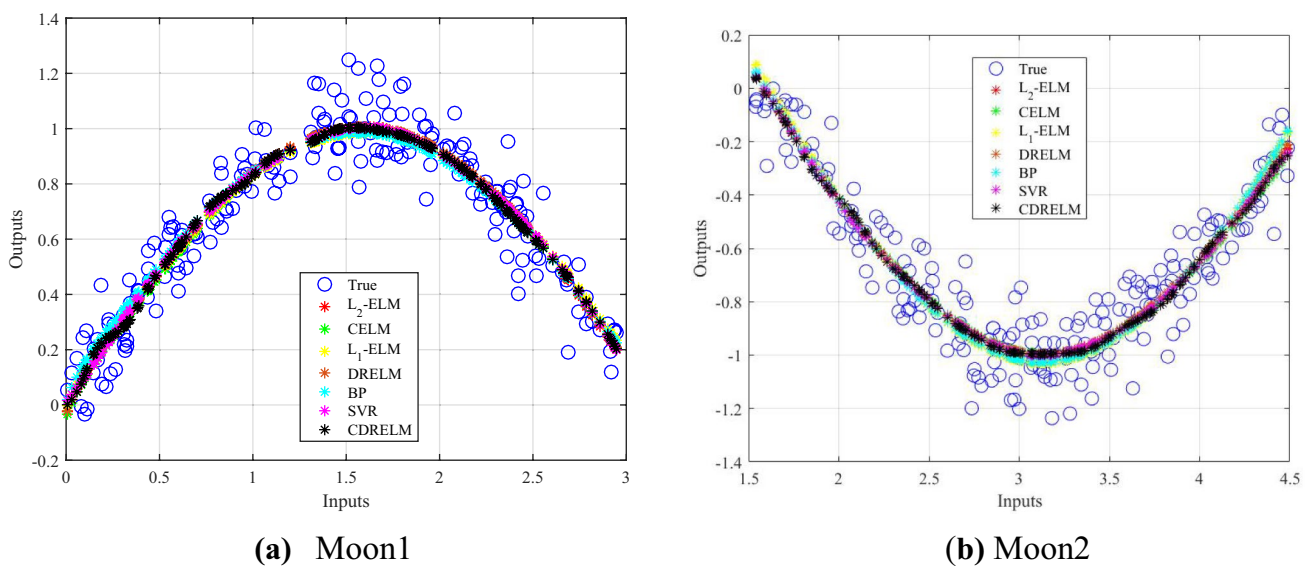 1.4
1.2
1
0.8
0.6
0.4
0.2
0
-0.2
Outputs
0 0.5 1 1.5 2 2.5 3
Inputs
True
L2-ELM
CELM
L1-ELM
DRELM
BP
SVR
CDRELM
(a) Moon1
0.2
0
-0.2
-0.4
-0.6
-0.8
-1
-1.2
-1.4
Outputs
1.5 2 2.5 3 3.5 4 4.5
Inputs
True
L2-ELM
CELM
L1-ELM
DRELM
BP
SVR
CDRELM
(b) Moon2